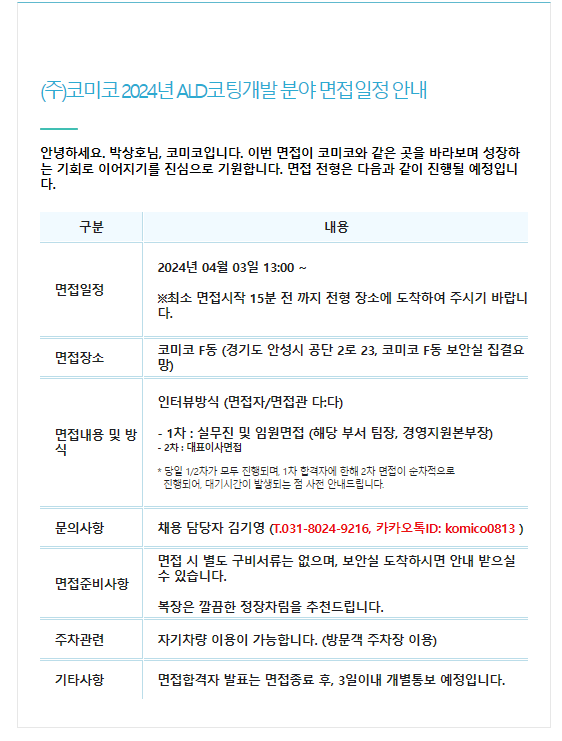 (주)코미코 2024년 ALD코팅개발 분야 면접일정 안내
안녕하세요. 박상호님, 코미코입니다. 이번 면접이 코미코와 같은 곳을 바라보며 성장하
는 기회로 이어지기를 진심으로 기원합니다. 면접 전형은 다음과 같이 진행될 예정입니
다.
구분
내용
면접일정
2024년 04월 03일 13:00 ~
※최소 면접시작 15분 전 까지 전형 장소에 도착하여 주시기 바랍니
다.
면접장소
코미코 F동 (경기도 안성시 공단 2로 23, 코미코 F동 보안실 집결요
망)
면접내용 및 방
식
인터뷰방식 (면접자/면접관 다:다)
- 1차 : 실무진 및 임원면접 (해당 부서 팀장, 경영지원본부장)
- 2차 : 대표이사면접
* 당일 1/2차가 모두 진행되며, 1차 합격자에 한해 2차 면접이 순차적으로
진행되어, 대기시간이 발생되는 점 사전 안내드립니다.
문의사항
채용 담당자 김기영 (T.031-8024-9216, 카카오톡ID: komico0813 )
면접준비사항
면접 시 별도 구비서류는 없으며, 보안실 도착하시면 안내 받으실
수 있습니다.
복장은 깔끔한 정장차림을 추천드립니다.
주차관련
자기차량 이용이 가능합니다. (방문객 주차장 이용)
기타사항
면접합격자 발표는 면접종료 후, 3일이내 개별통보 예정입니다.